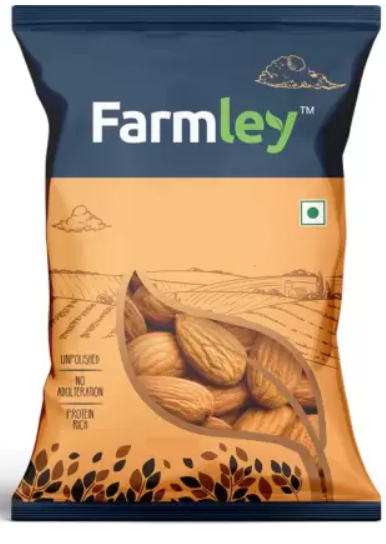 Farmley™
UNPOLISHED
NO
ADULTERATION
PROTEIN
RICH